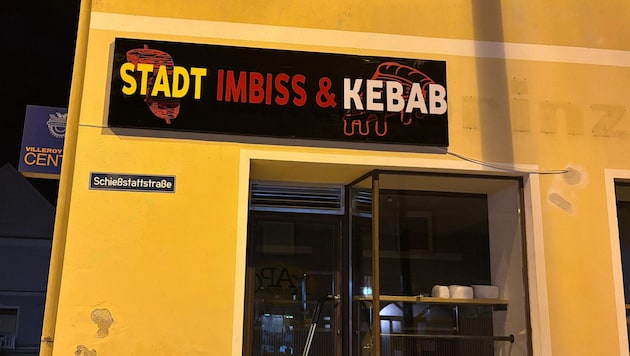 STADT IMBISS & KEBAB
VILLEROY
CENT
Schießstattstraße